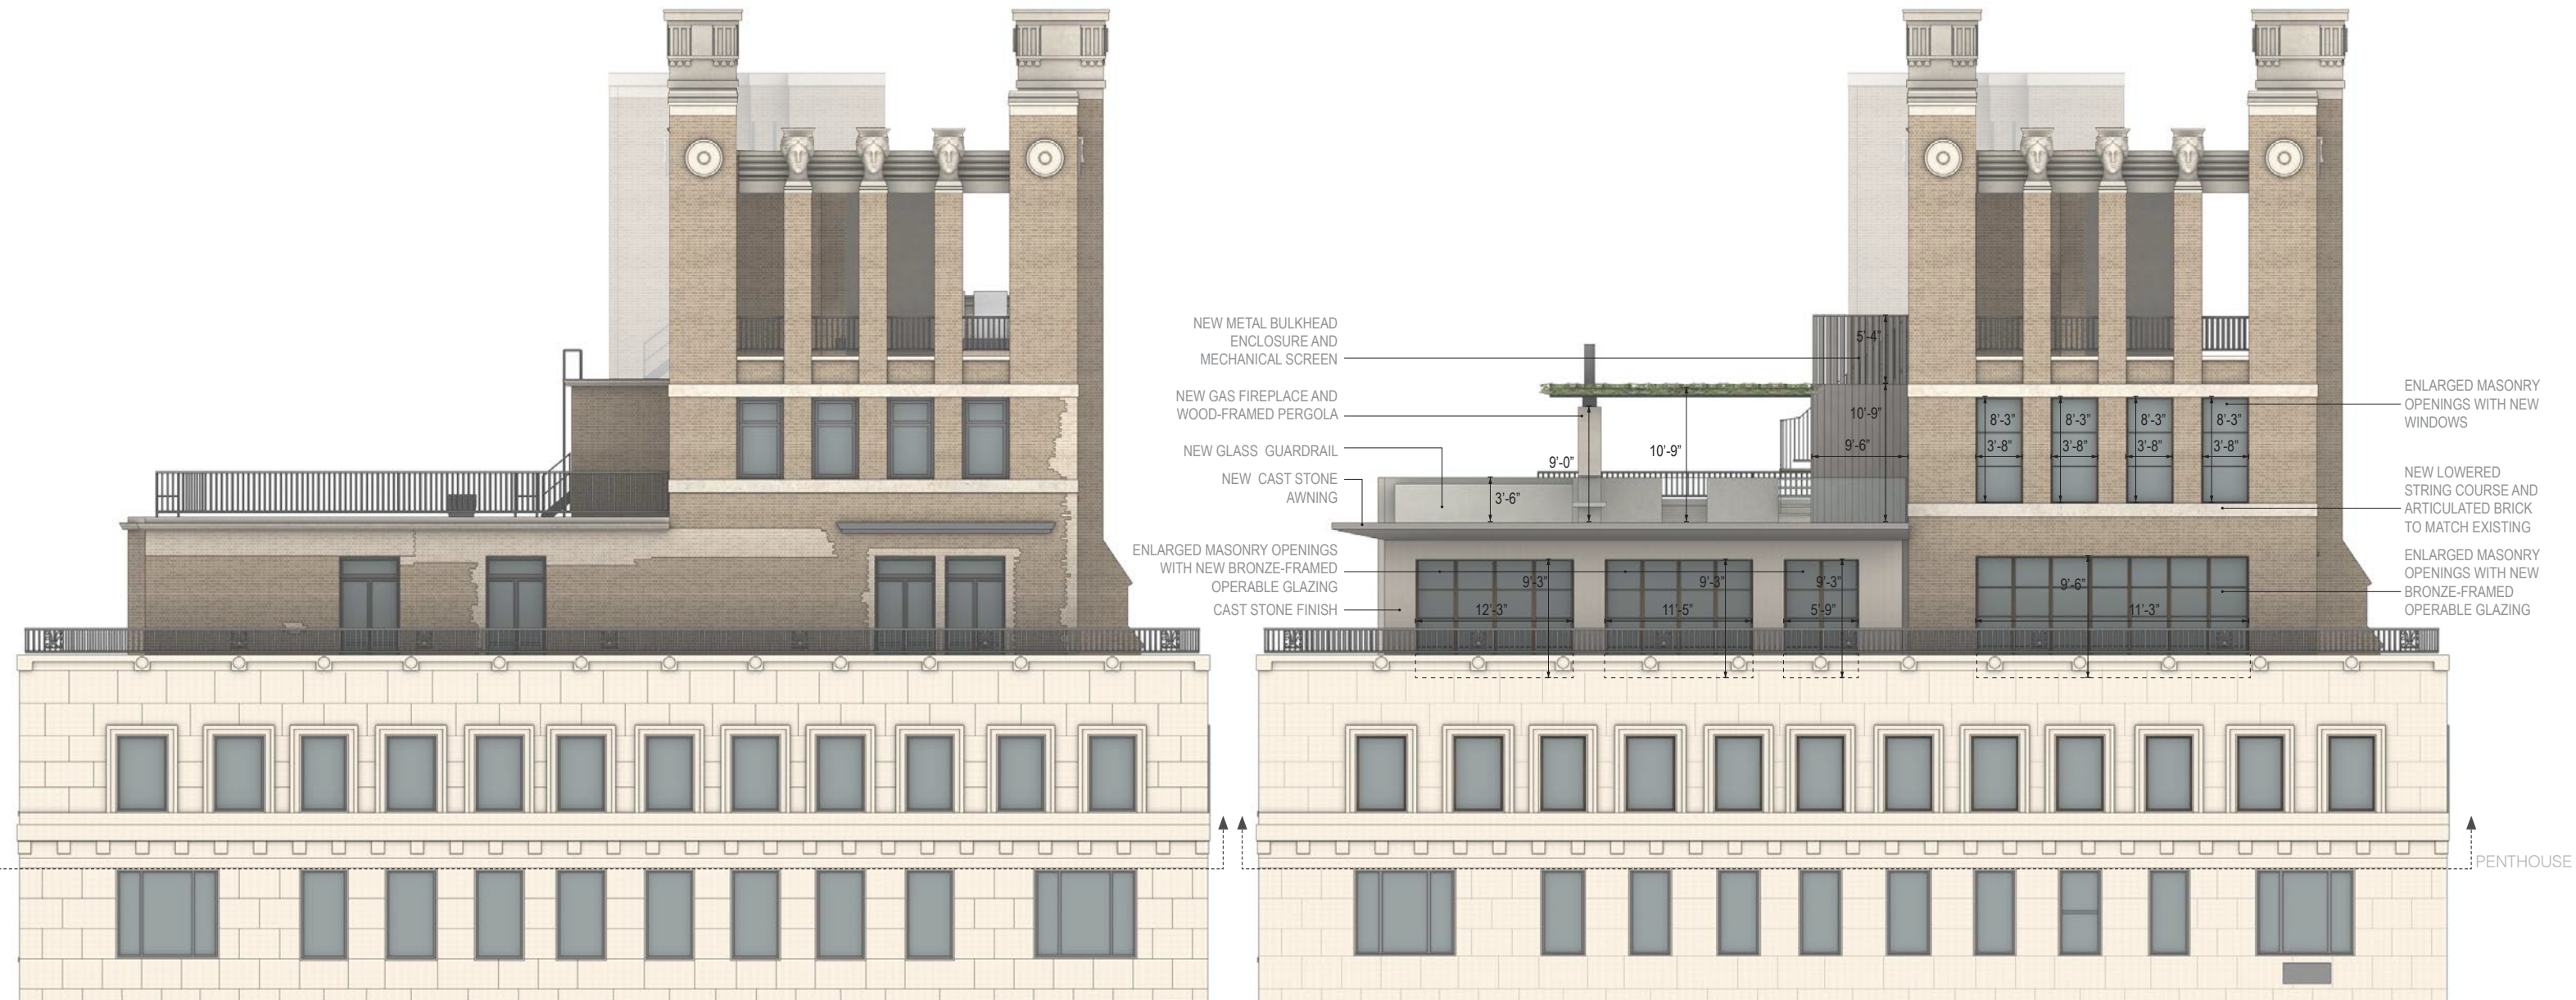 NEW METAL BULKHEAD
ENCLOSURE AND
MECHANICAL SCREEN
NEW GAS FIREPLACE AND
WOOD-FRAMED PERGOLA
NEW GLASS GUARDRAIL
NEW CAST STONE
AWNING
ENLARGED MASONRY OPENINGS
WITH NEW BRONZE-FRAMED
OPERABLE GLAZING
CAST STONE FINISH
5'-4"
10'-9"
9'-6"
10'-9"
9'-0"
3'-6"
9'-3"
9'-3"
9'-3"
12'-3"
11'-5"
5'-9"
8'-3"
8'-3"
8'-3"
8'-3"
3'-8"
3'-8"
3'-8"
3'-8"
9'-6"
11'-3"
ENLARGED MASONRY
OPENINGS WITH NEW
WINDOWS
NEW LOWERED
STRING COURSE AND
ARTICULATED BRICK
TO MATCH EXISTING
ENLARGED MASONRY
OPENINGS WITH NEW
BRONZE-FRAMED
OPERABLE GLAZING
PENTHOUSE